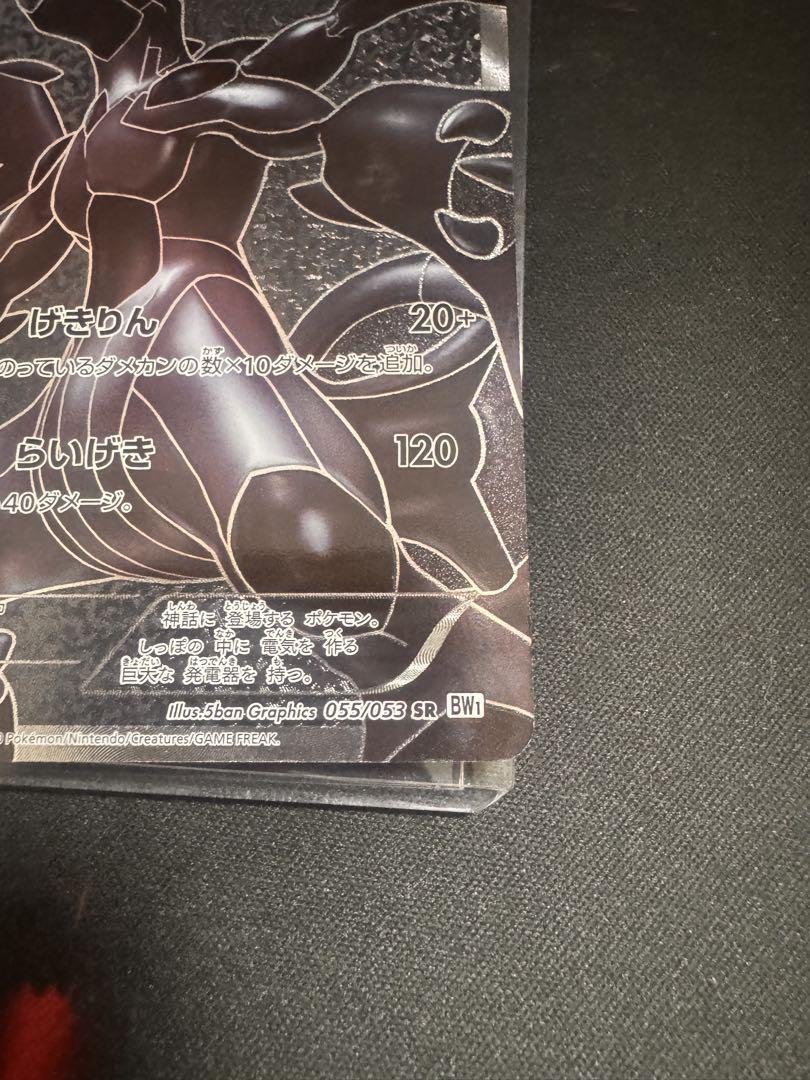 げきりん 20+
のっているダメカンの数×10ダメージを追加。
らいげき 120
40ダメージ。
神話に 登場する ポケモン。
しっぽの 中に 電気を 作る
巨大な 発電器を 持つ。
Illus.5ban Graphics 055/053 SR BW1
Pokémon/Nintendo/Creatures/GAME FREAK.